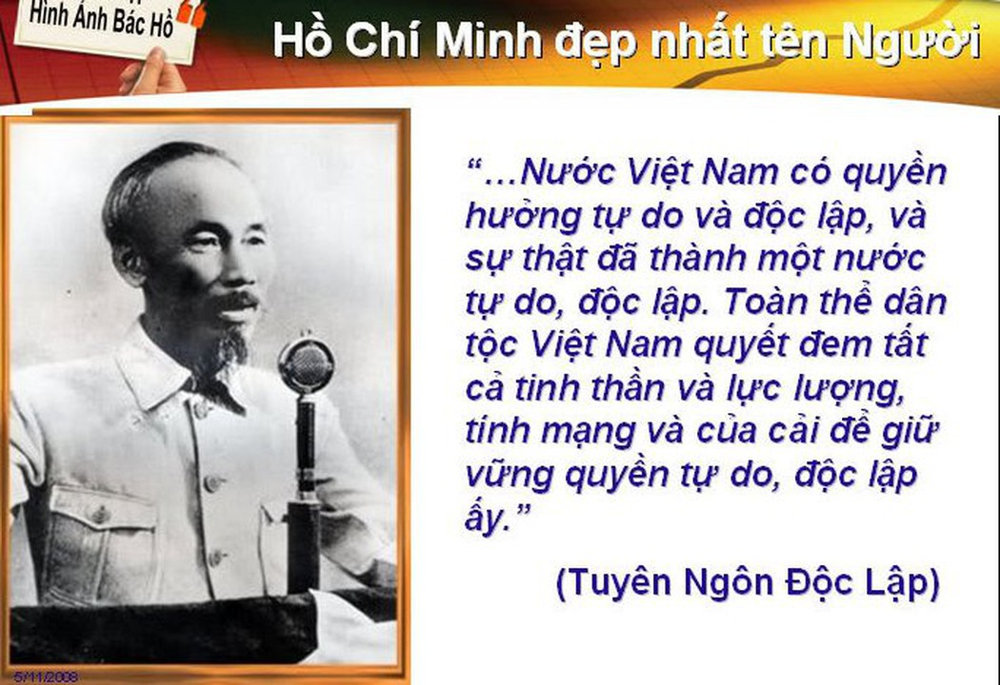 Hình Ảnh Bác Hồ
Hồ Chí Minh đẹp nhất tên Người
“…Nước Việt Nam có quyền
hưởng tự do và độc lập, và
sự thật đã thành một nước
tự do, độc lập. Toàn thể dân
tộc Việt Nam quyết đem tất
cả tinh thần và lực lượng,
tính mạng và của cải để giữ
vững quyền tự do, độc lập
ấy.”
(Tuyên Ngôn Độc Lập)
5/11/2008